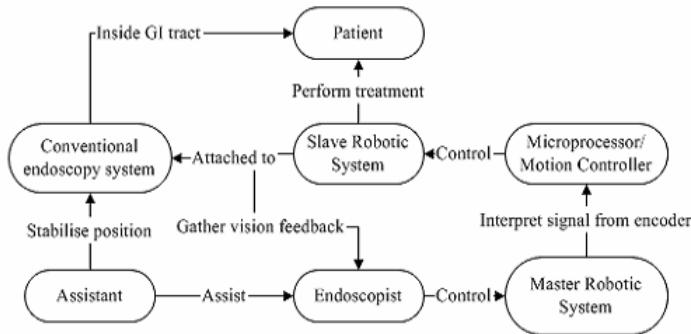 Inside GI tract
Patient
Perform treatment
Conventional
endoscopy system
Attached to
Slave Robotic
System
Control
Microprocessor/
Motion Controller
Stabilise position
Gather vision feedback
Interpret signal from encoder
Assistant
Assist
Endoscopist
Control
Master Robotic
System